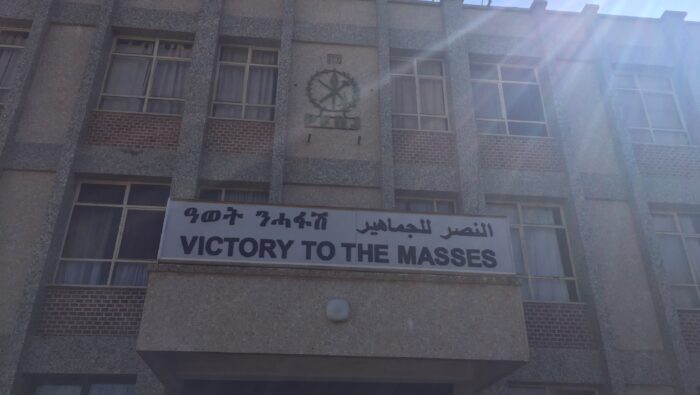 ዓወት ንሓፋሽ النصر للجماهير
VICTORY TO THE MASSES